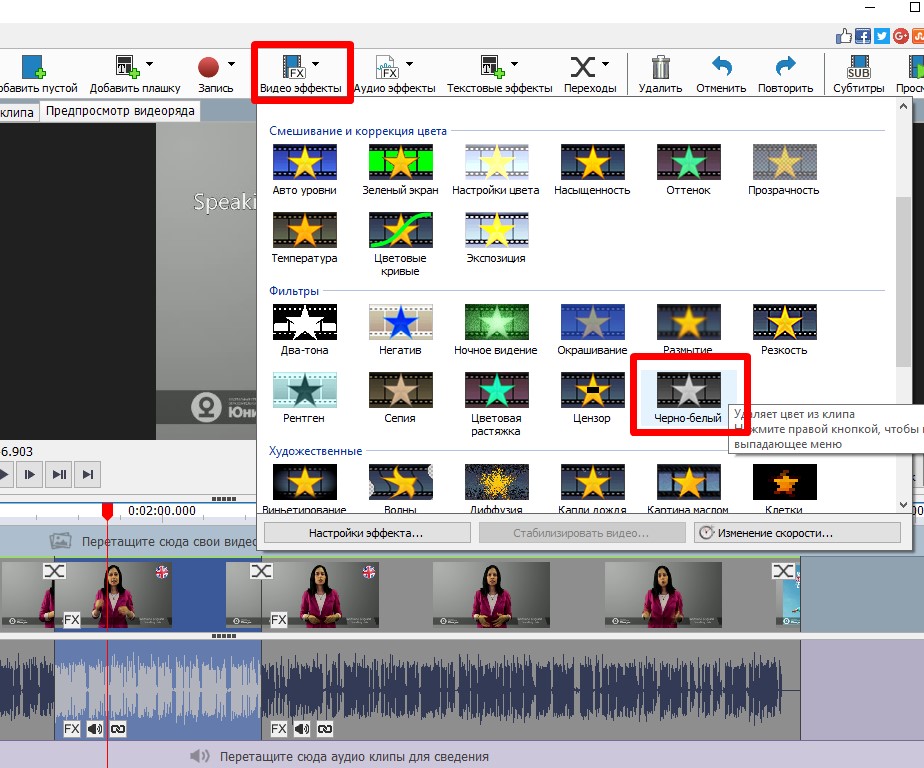 обавить пустой
Добавить плашку
Запись
FX
Видео эффекты
FX
Аудио эффекты
Текстовые эффекты
Переходы
Удалить
Отменить
Повторить
SUB
Субтитры
Прос
клипа
Предпросмотр видеоряда
Speaki
Юни
Смешивание и коррекция цвета
Авто уровни
Зеленый экран
Настройки цвета
Насыщенность
Оттенок
Прозрачность
Температура
Цветовые
кривые
Экспозиция
Фильтры
Два-тона
Негатив
Ночное видение
Окрашивание
Размытие
Резкость
Рентген
Сепия
Цветовая
растяжка
Цензор
Черно-белый
Удаляет цвет из клипа
Нажмите правой кнопкой, чтобы
выпадающее меню
Художественные
Виньетирование
Волны
Диффузия
Капли дождя
Картина маслом
Клетки
Настройки эффекта...
Стабилизировать видео...
Изменение скорости...
6.903
0:02:00.000
Перетащите сюда свои видео
FX
FX
FX
FX
Перетащите сюда аудио клипы для сведения